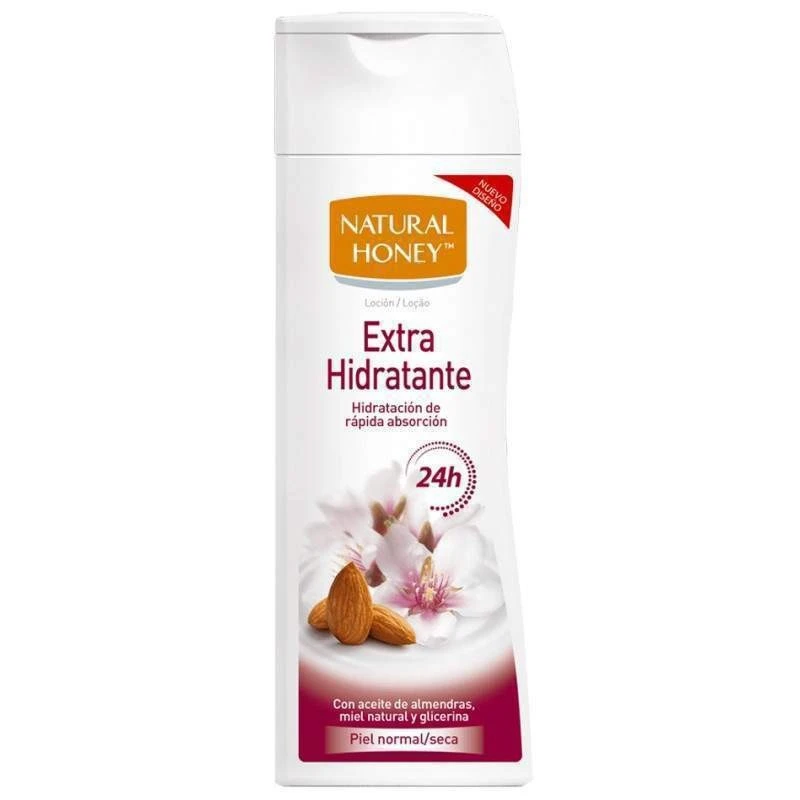 NUEVO
DISEÑO
NATURAL
HONEY™
Loción / Loção
Extra
Hidratante
Hidratación de
rápida absorción
24h
Con aceite de almendras,
miel natural y glicerina
Piel normal/seca